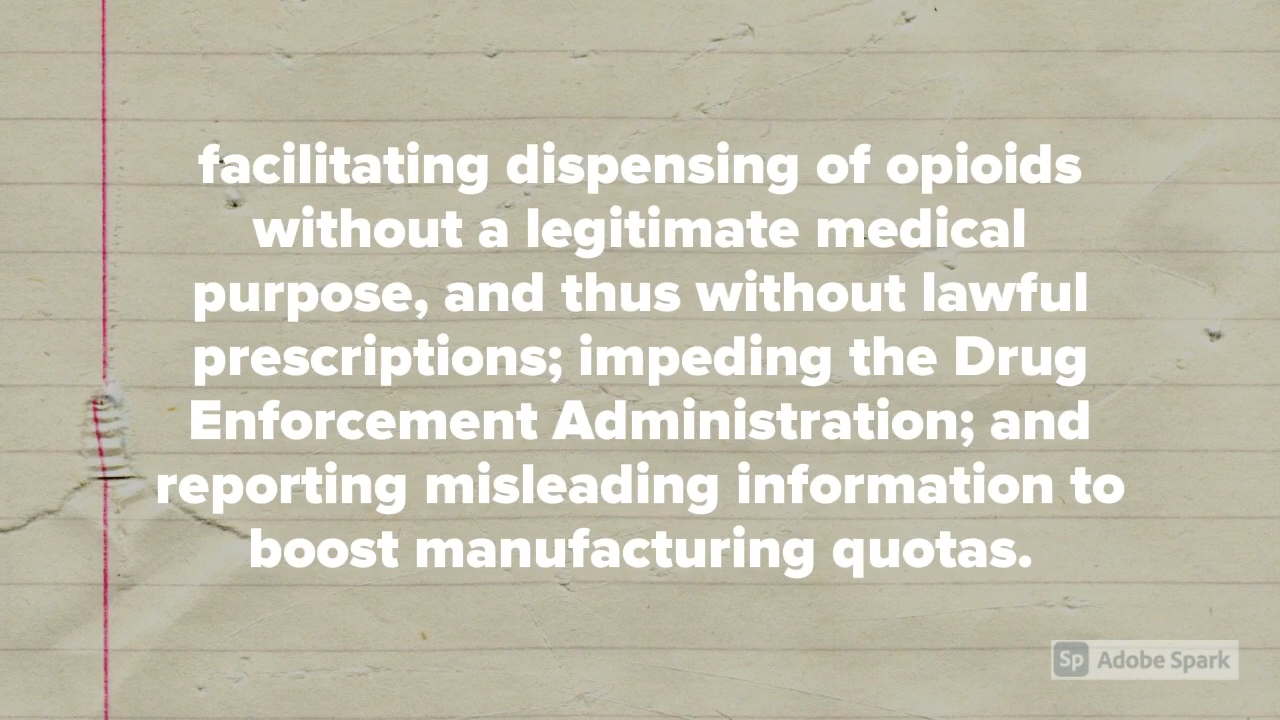 facilitating dispensing of opioids
without a legitimate medical
purpose, and thus without lawful
prescriptions; impeding the Drug
Enforcement Administration; and
reporting misleading information to
boost manufacturing quotas.
Sp Adobe Spark